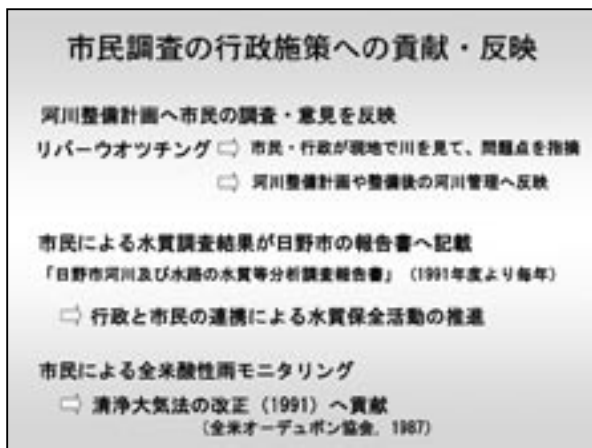 市民調査の行政施策への貢献・反映
河川整備計画へ市民の調査・意見を反映
リバーウオッチング ⇨ 市民・行政が現地で川を見て、問題点を指摘
⇨ 河川整備計画や整備後の河川管理へ反映
市民による水質調査結果が日野市の報告書へ記載
「日野市河川及び水路の水質等分析調査報告書」（1991年度より毎年）
⇨ 行政と市民の連携による水質保全活動の推進
市民による全米酸性雨モニタリング
⇨ 清浄大気法の改正（1991）へ貢献
（全米オーデュボン協会，1987）